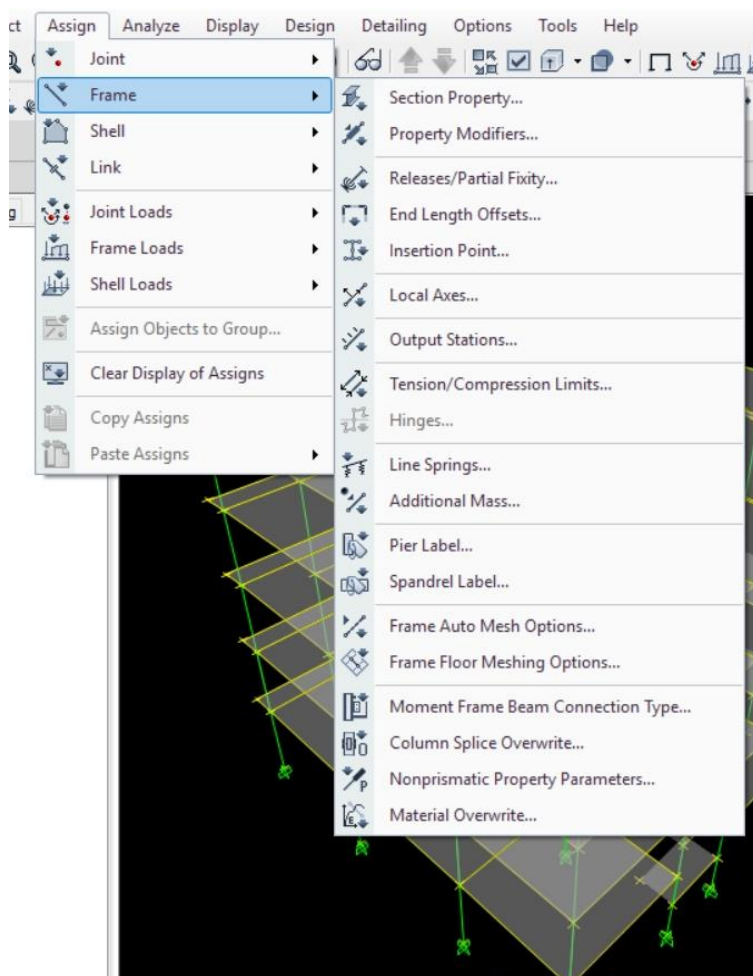 ct Assign Analyze Display Design Detailing Options Tools Help
Joint
Frame
Shell
Link
Joint Loads
Frame Loads
Shell Loads
Assign Objects to Group...
Clear Display of Assigns
Copy Assigns
Paste Assigns
Section Property...
Property Modifiers...
Releases/Partial Fixity...
End Length Offsets...
Insertion Point...
Local Axes...
Output Stations...
Tension/Compression Limits...
Hinges...
Line Springs...
Additional Mass...
Pier Label...
Spandrel Label...
Frame Auto Mesh Options...
Frame Floor Meshing Options...
Moment Frame Beam Connection Type...
Column Splice Overwrite...
Nonprismatic Property Parameters...
Material Overwrite...